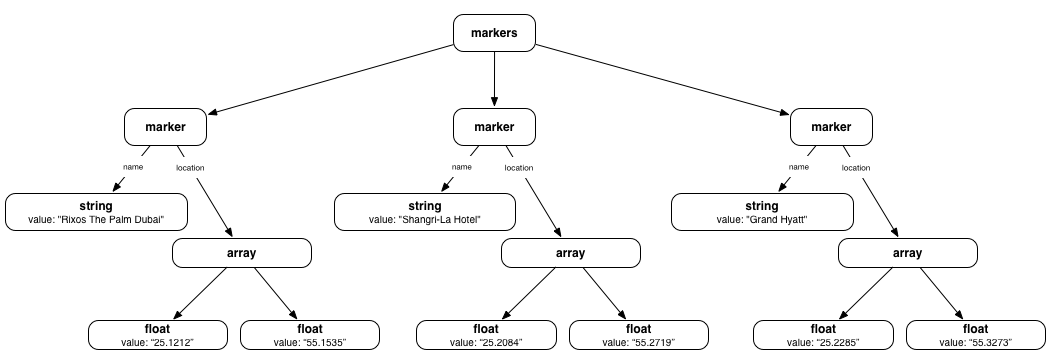 markers
marker
marker
marker
name
location
name
location
name
location
string
value: "Rixos The Palm Dubai"
string
value: "Shangri-La Hotel"
string
value: "Grand Hyatt"
array
array
array
float
value: "25.1212"
float
value: "55.1535"
float
value: "25.2084"
float
value: "55.2719"
float
value: "25.2285"
float
value: "55.3273"